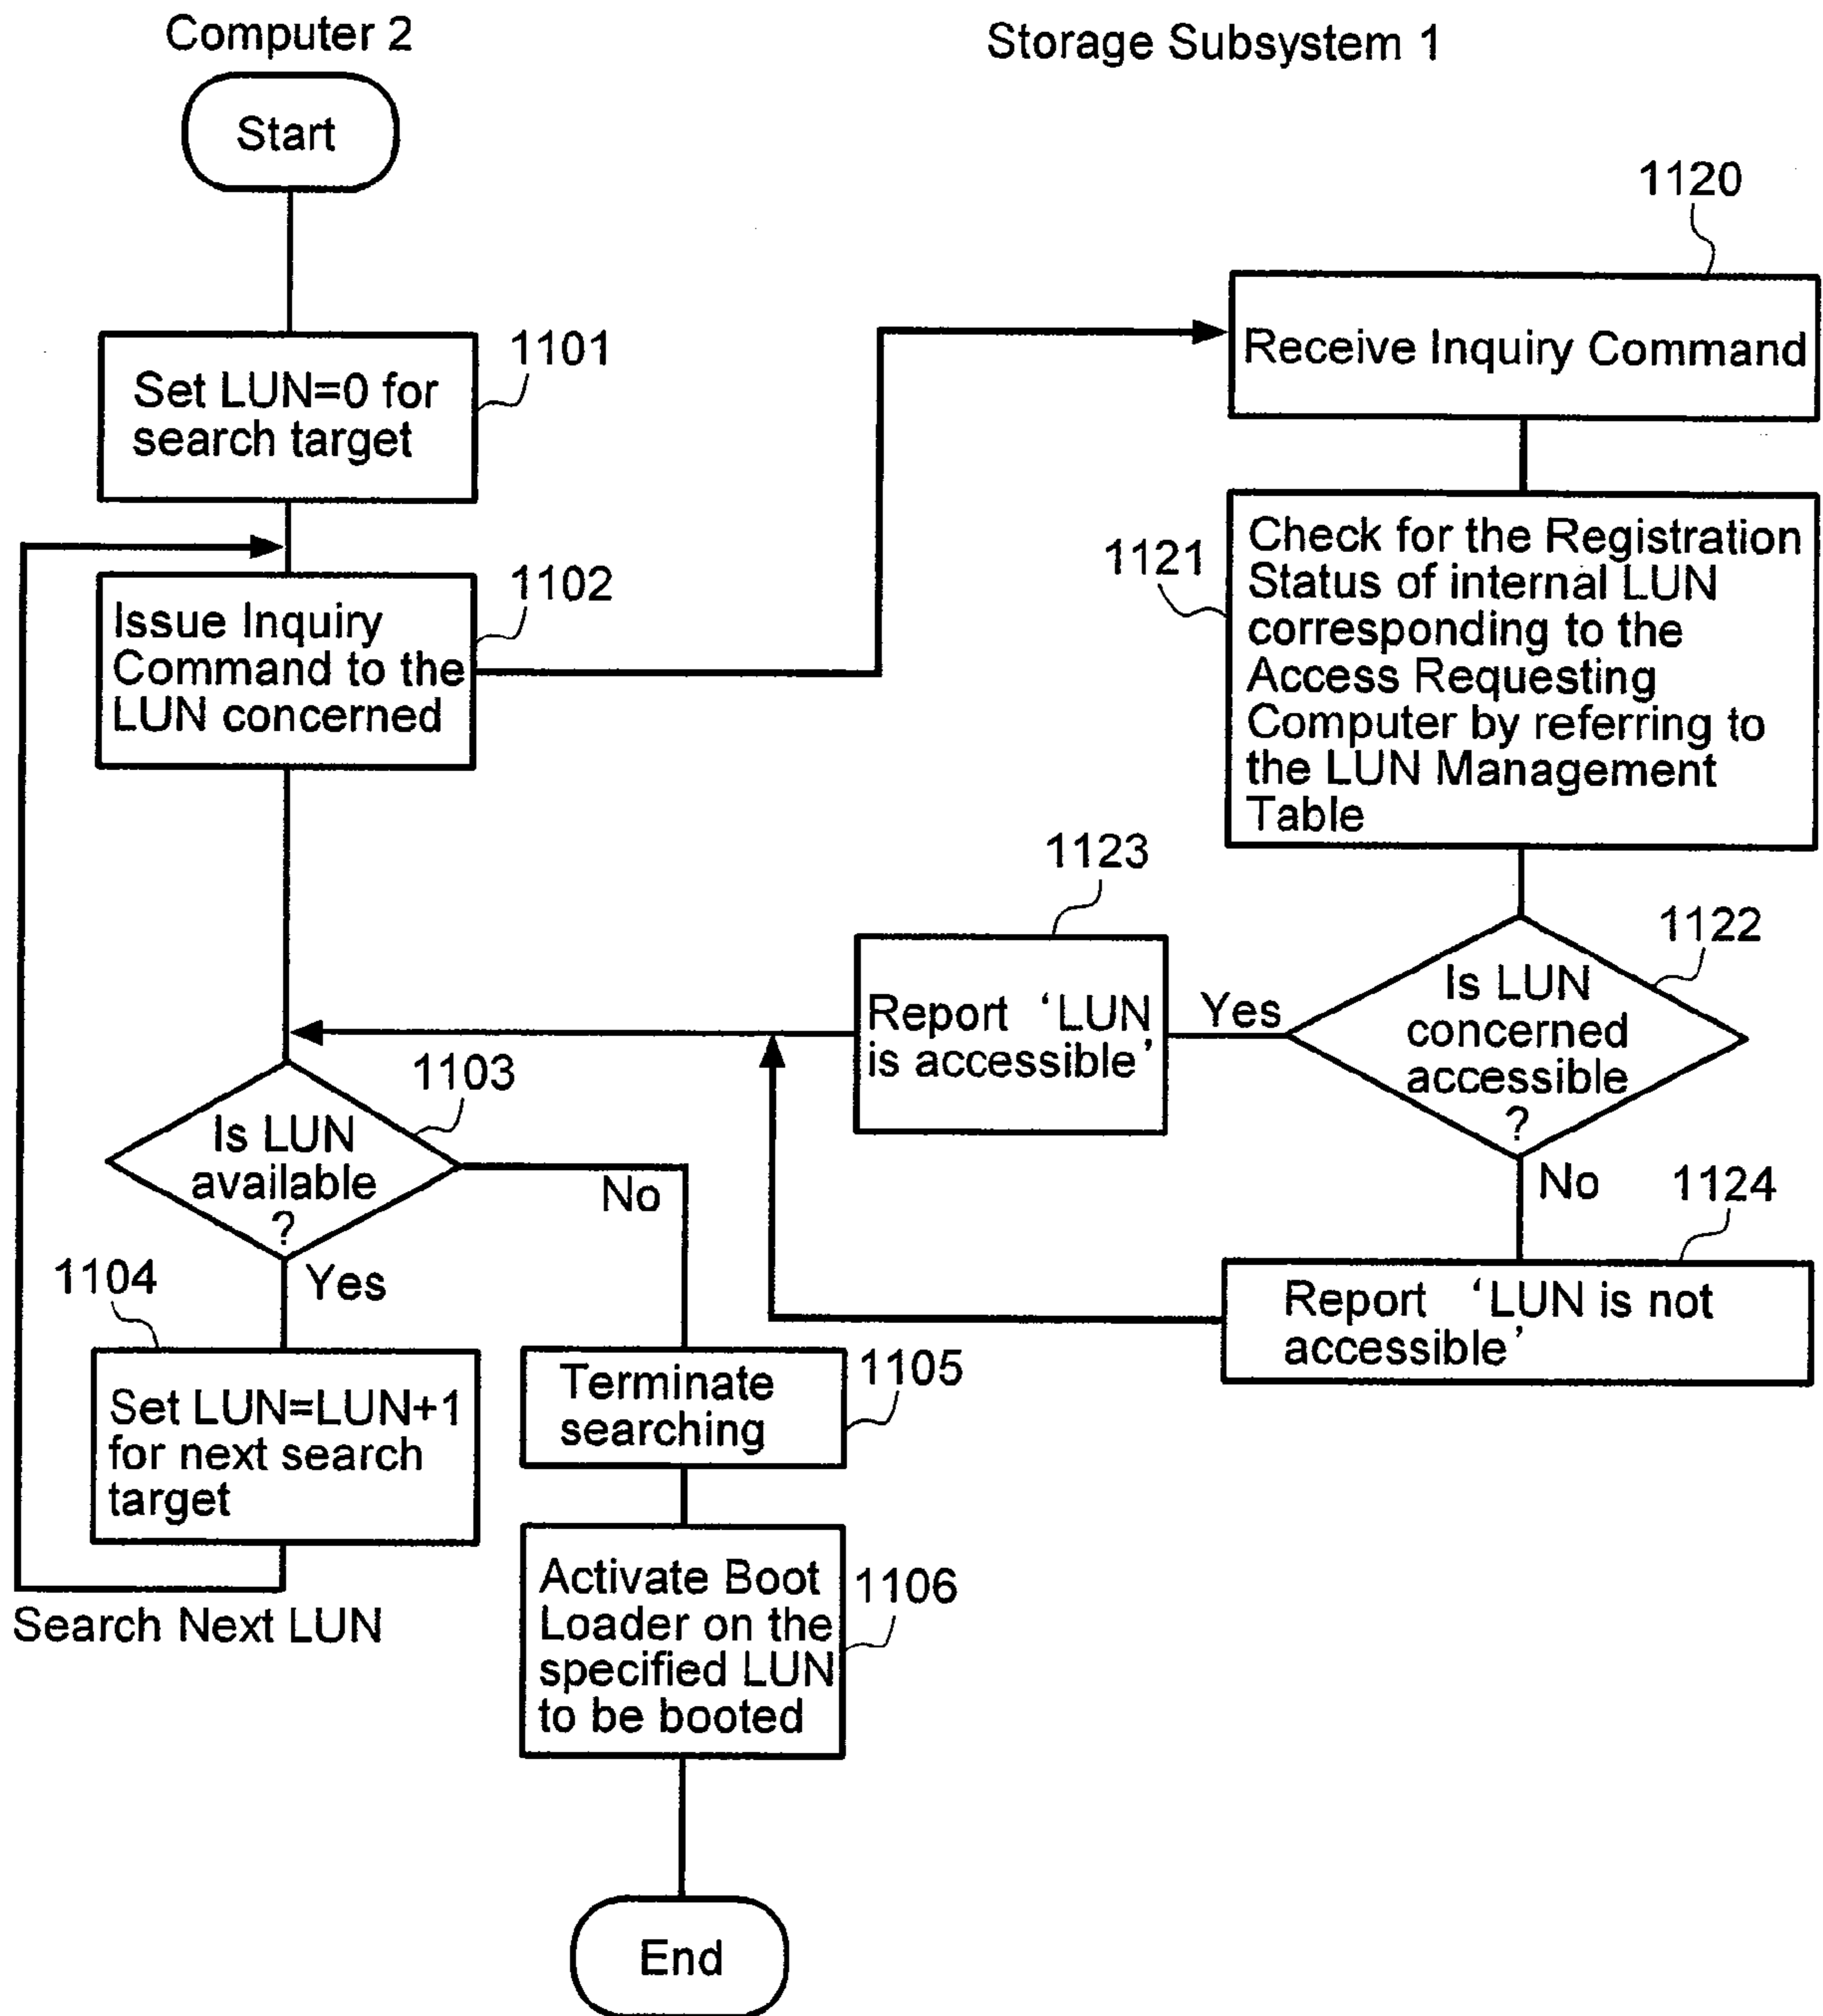 Computer 2
Storage Subsystem 1
Start
1101
Set LUN=0 for
search target
1102
Issue Inquiry
Command to the
LUN concerned
1120
Receive Inquiry Command
1121
Check for the Registration
Status of internal LUN
corresponding to the
Access Requesting
Computer by referring to
the LUN Management
Table
1122
Is LUN
concerned
accessible
?
Yes
No
1123
Report ‘LUN
is accessible’
1124
Report ‘LUN is not
accessible’
1103
Is LUN
available
?
No
Yes
1104
Set LUN=LUN+1
for next search
target
Search Next LUN
1105
Terminate
searching
1106
Activate Boot
Loader on the
specified LUN
to be booted
End